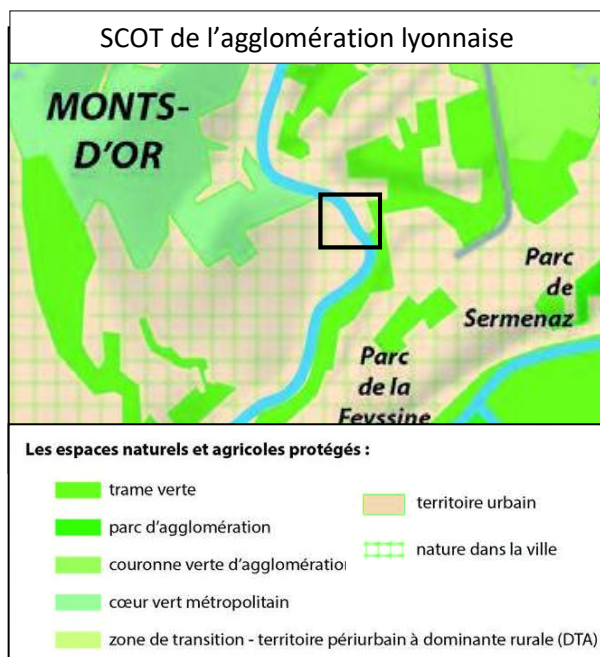 SCOT de l’agglomération lyonnaise
MONTS-
D'OR
Parc
de
Sermenaz
Parc
de la
Feyssine
Les espaces naturels et agricoles protégés :
trame verte
parc d'agglomération
couronne verte d'agglomération
cœur vert métropolitain
zone de transition - territoire périurbain à dominante rurale (DTA)
territoire urbain
nature dans la ville